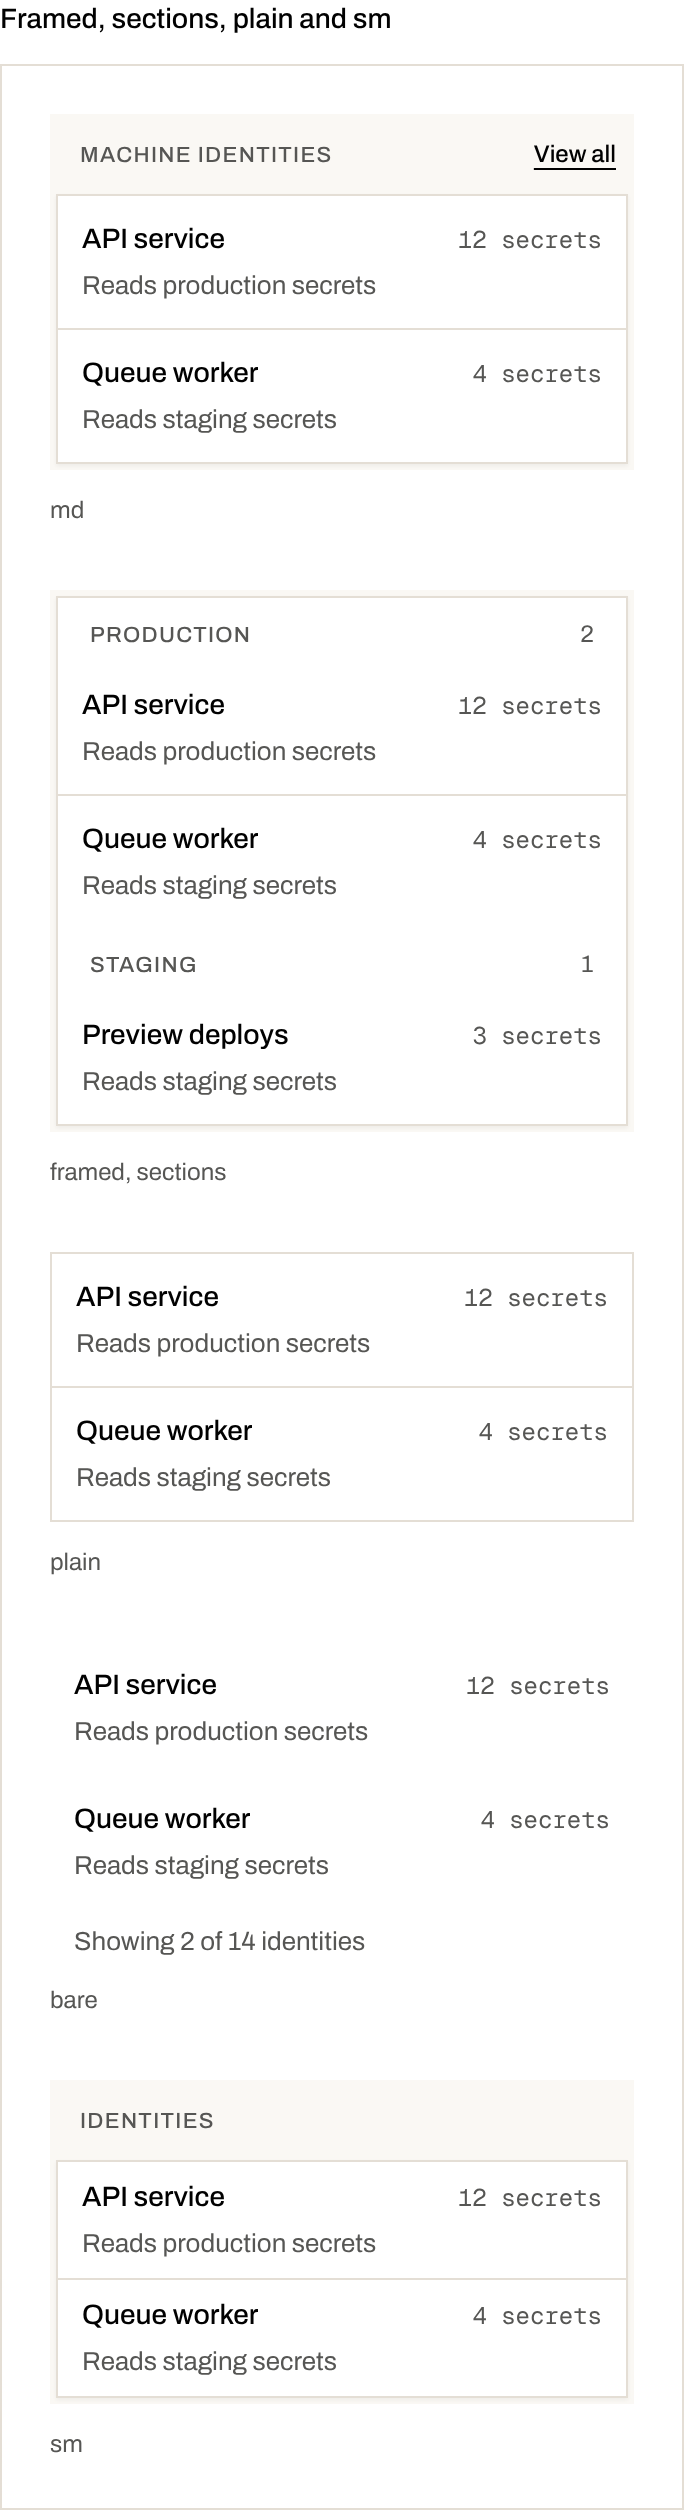 Framed, sections, plain and sm
MACHINE IDENTITIES View all
API service 12 secrets
Reads production secrets
Queue worker 4 secrets
Reads staging secrets
md
PRODUCTION 2
API service 12 secrets
Reads production secrets
Queue worker 4 secrets
Reads staging secrets
STAGING 1
Preview deploys 3 secrets
Reads staging secrets
framed, sections
API service 12 secrets
Reads production secrets
Queue worker 4 secrets
Reads staging secrets
plain
API service 12 secrets
Reads production secrets
Queue worker 4 secrets
Reads staging secrets
Showing 2 of 14 identities
bare
IDENTITIES
API service 12 secrets
Reads production secrets
Queue worker 4 secrets
Reads staging secrets
sm